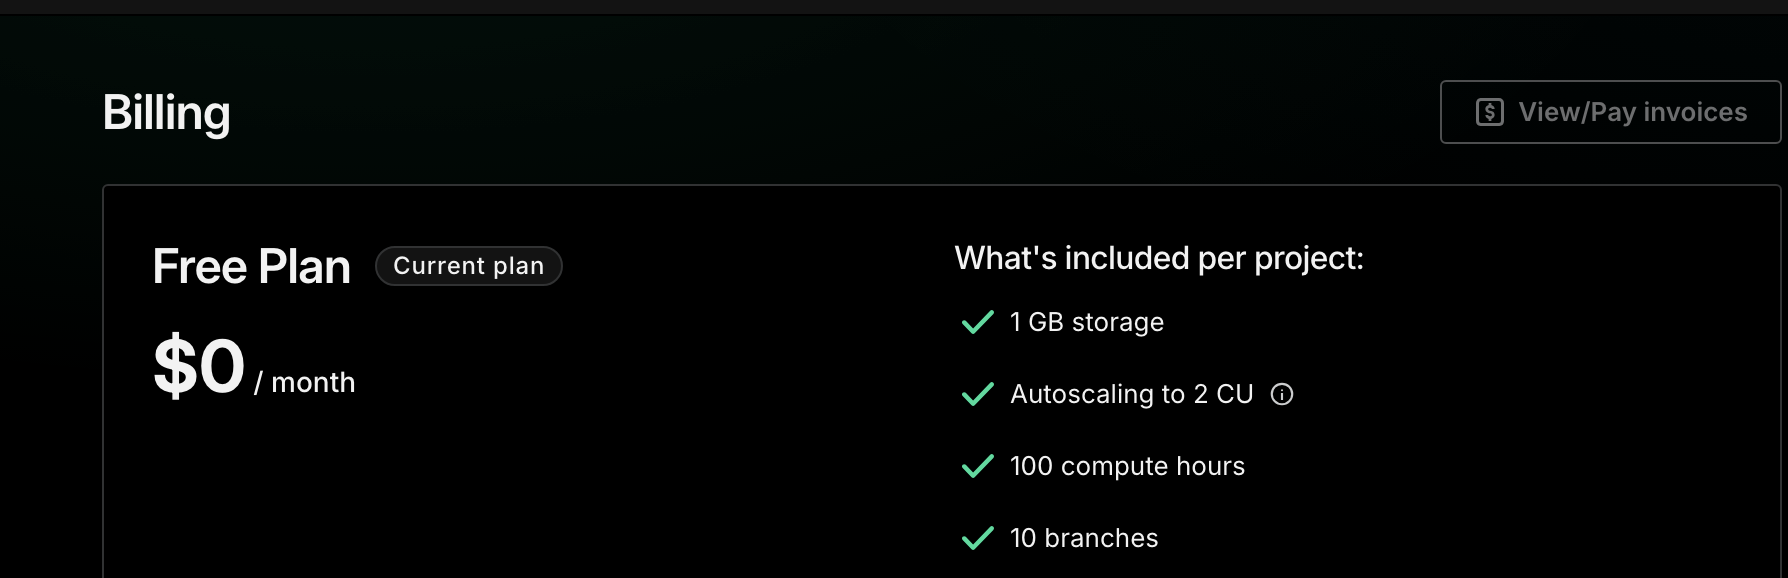 Billing
View/Pay invoices
Free Plan
Current plan
$0 / month
What's included per project:
1 GB storage
Autoscaling to 2 CU
100 compute hours
10 branches